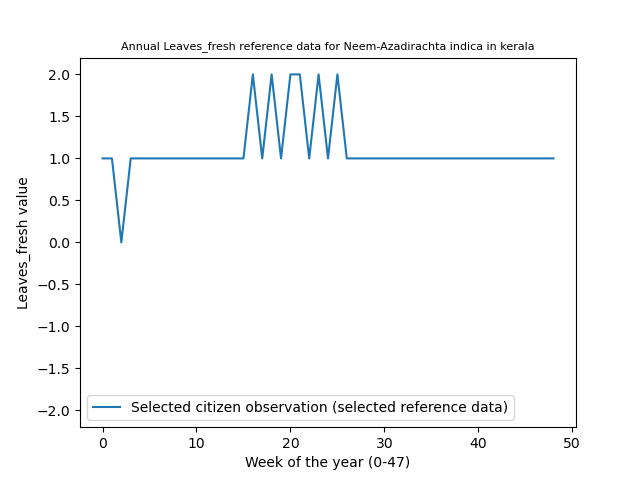 Annual Leaves_fresh reference data for Neem-Azadirachta indica in kerala
2.0
1.5
1.0
0.5
0.0
−0.5
−1.0
−1.5
−2.0
Leaves_fresh value
Selected citizen observation (selected reference data)
0 10 20 30 40 50
Week of the year (0-47)